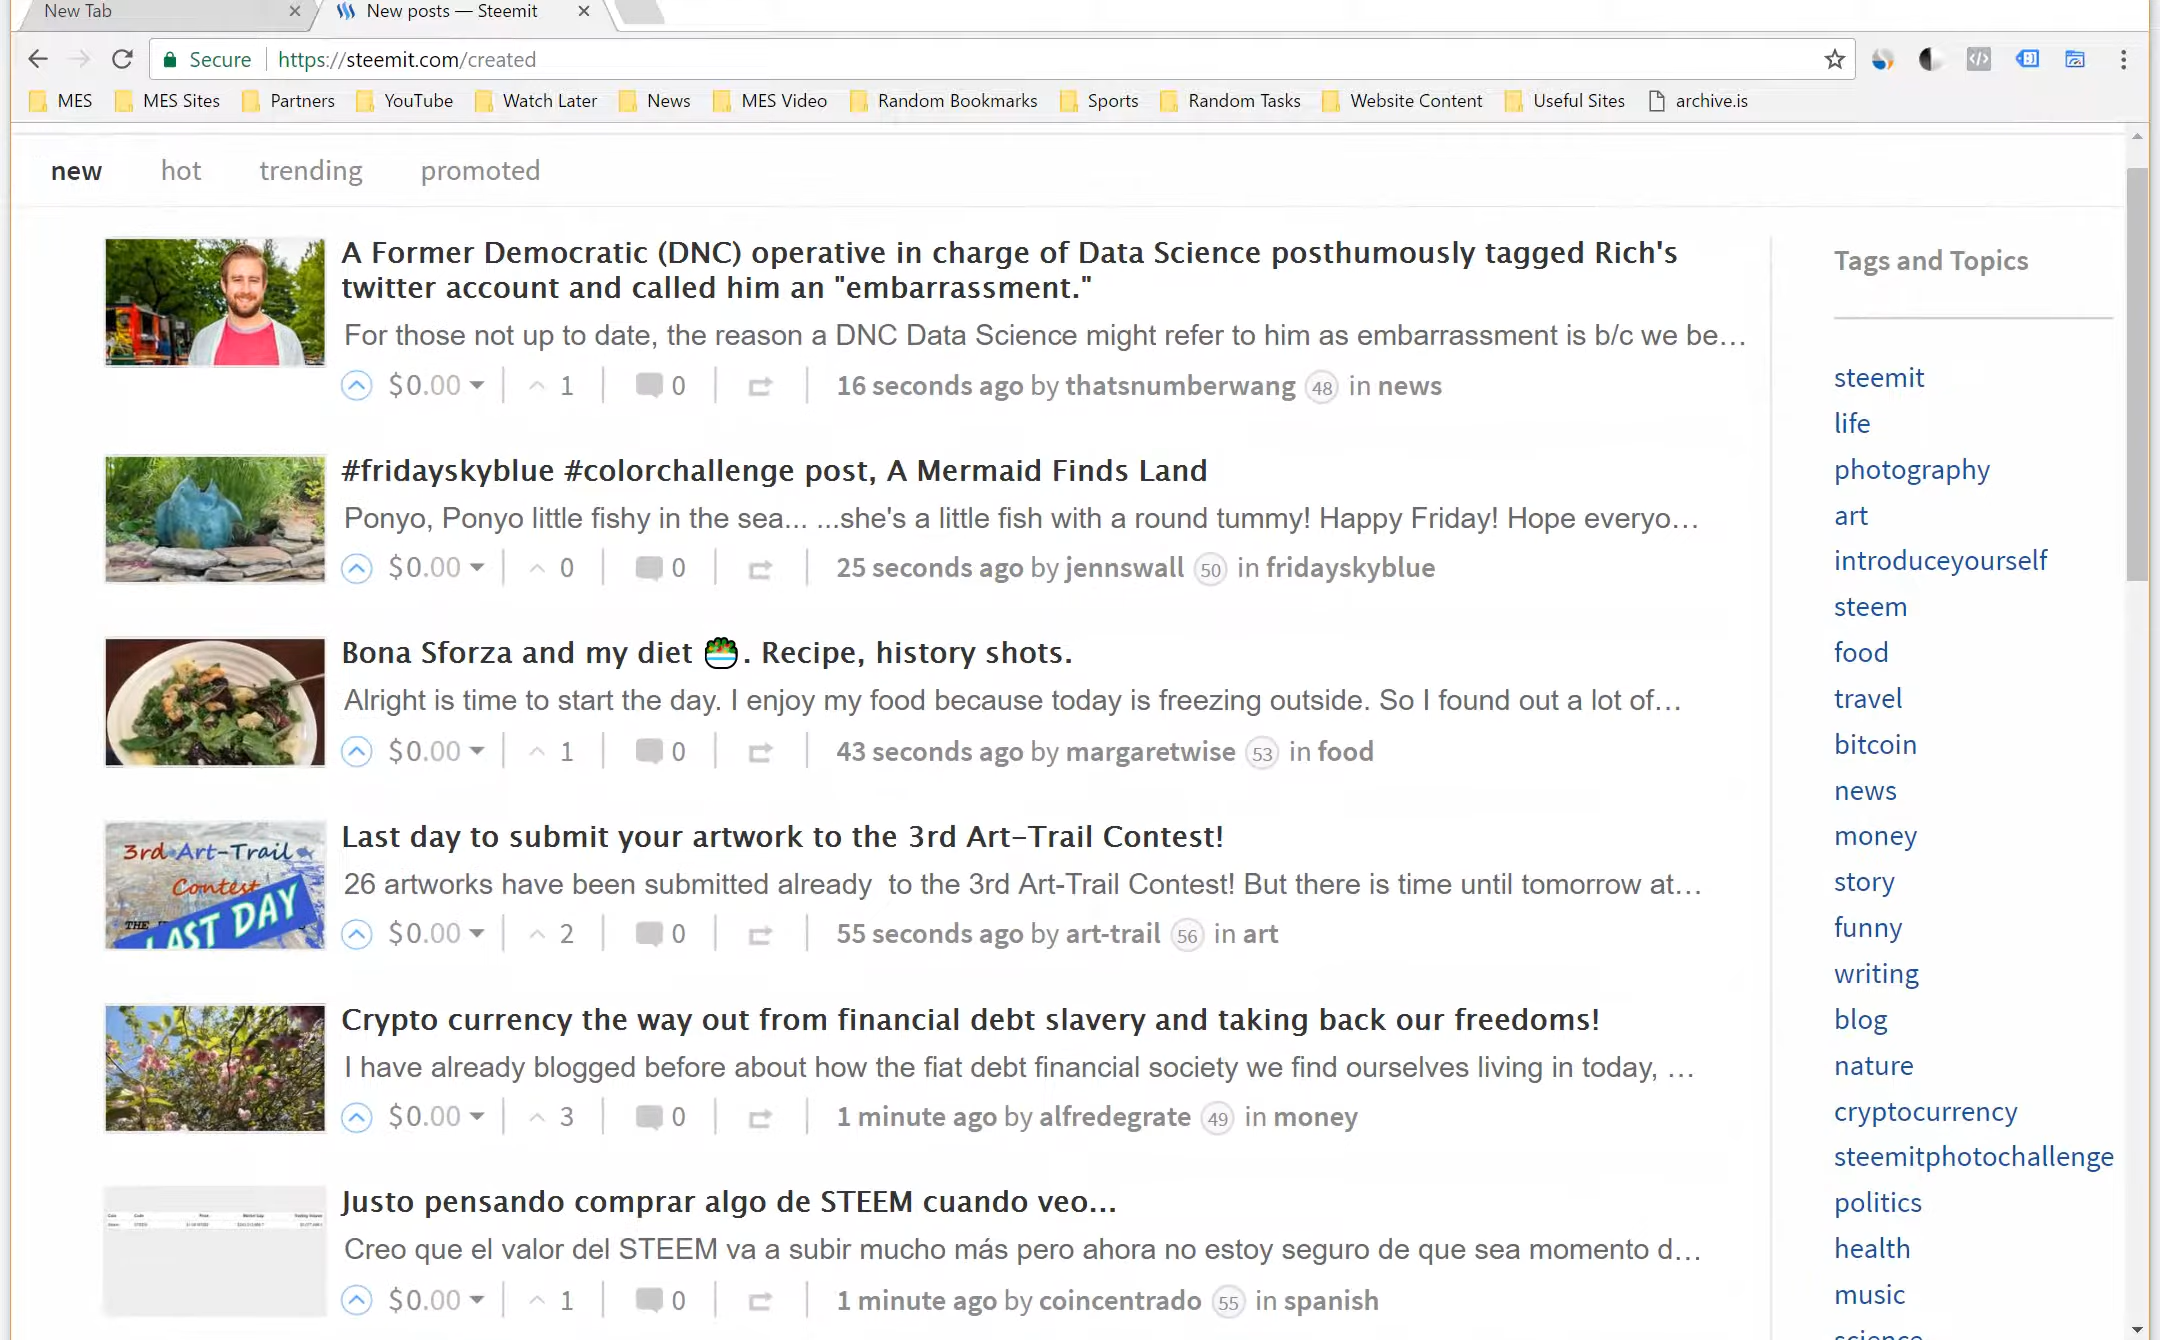 New Tab
New posts — Steemit
Secure
https://steemit.com/created
MES
MES Sites
Partners
YouTube
Watch Later
News
MES Video
Random Bookmarks
Sports
Random Tasks
Website Content
Useful Sites
archive.is
new
hot
trending
promoted
A Former Democratic (DNC) operative in charge of Data Science posthumously tagged Rich's
twitter account and called him an "embarrassment."
For those not up to date, the reason a DNC Data Science might refer to him as embarrassment is b/c we be…
$0.00 1 0 16 seconds ago by thatsnumberwang 48 in news
#fridayskyblue #colorchallenge post, A Mermaid Finds Land
Ponyo, Ponyo little fishy in the sea... ...she's a little fish with a round tummy! Happy Friday! Hope everyo…
$0.00 0 0 25 seconds ago by jennswall 50 in fridayskyblue
Bona Sforza and my diet 🥗. Recipe, history shots.
Alright is time to start the day. I enjoy my food because today is freezing outside. So I found out a lot of…
$0.00 1 0 43 seconds ago by margaretwise 53 in food
3rd Art-Trail
Contest
THE
LAST DAY
Last day to submit your artwork to the 3rd Art-Trail Contest!
26 artworks have been submitted already to the 3rd Art-Trail Contest! But there is time until tomorrow at…
$0.00 2 0 55 seconds ago by art-trail 56 in art
Crypto currency the way out from financial debt slavery and taking back our freedoms!
I have already blogged before about how the fiat debt financial society we find ourselves living in today, …
$0.00 3 0 1 minute ago by alfredegrate 49 in money
Justo pensando comprar algo de STEEM cuando veo...
Creo que el valor del STEEM va a subir mucho más pero ahora no estoy seguro de que sea momento d…
$0.00 1 0 1 minute ago by coincentrado 55 in spanish
Tags and Topics
steemit
life
photography
art
introduceyourself
steem
food
travel
bitcoin
news
money
story
funny
writing
blog
nature
cryptocurrency
steemitphotochallenge
politics
health
music
science